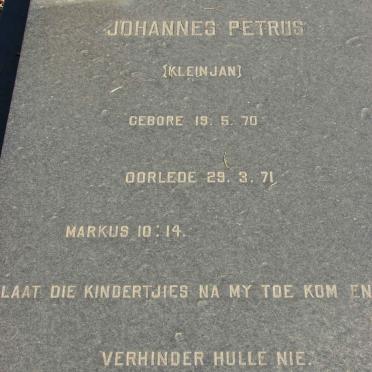 JOHANNES PETRUS
(KLEINJAN)
GEBORE 19. 5. 70
OORLEDE 29. 3. 71
MARKUS 10:14.
LAAT DIE KINDERTJIES NA MY TOE KOM EN
VERHINDER HULLE NIE.